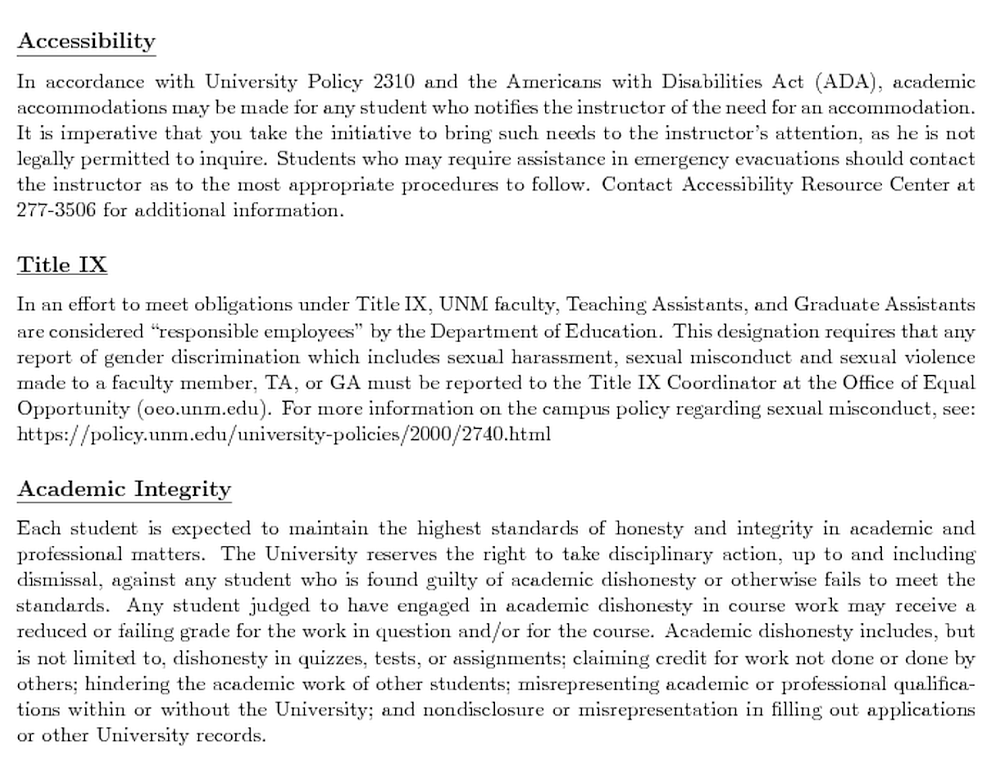 Accessibility
In accordance with University Policy 2310 and the Americans with Disabilities Act (ADA), academic
accommodations may be made for any student who notifies the instructor of the need for an accommodation.
It is imperative that you take the initiative to bring such needs to the instructor's attention, as he is not
legally permitted to inquire. Students who may require assistance in emergency evacuations should contact
the instructor as to the most appropriate procedures to follow. Contact Accessibility Resource Center at
277-3506 for additional information.
Title IX
In an effort to meet obligations under Title IX, UNM faculty, Teaching Assistants, and Graduate Assistants
are considered “responsible employees” by the Department of Education. This designation requires that any
report of gender discrimination which includes sexual harassment, sexual misconduct and sexual violence
made to a faculty member, TA, or GA must be reported to the Title IX Coordinator at the Office of Equal
Opportunity (oeo.unm.edu). For more information on the campus policy regarding sexual misconduct, see:
https://policy.unm.edu/university-policies/2000/2740.html
Academic Integrity
Each student is expected to maintain the highest standards of honesty and integrity in academic and
professional matters. The University reserves the right to take disciplinary action, up to and including
dismissal, against any student who is found guilty of academic dishonesty or otherwise fails to meet the
standards. Any student judged to have engaged in academic dishonesty in course work may receive a
reduced or failing grade for the work in question and/or for the course. Academic dishonesty includes, but
is not limited to, dishonesty in quizzes, tests, or assignments; claiming credit for work not done or done by
others; hindering the academic work of other students; misrepresenting academic or professional qualifica-
tions within or without the University; and nondisclosure or misrepresentation in filling out applications
or other University records.